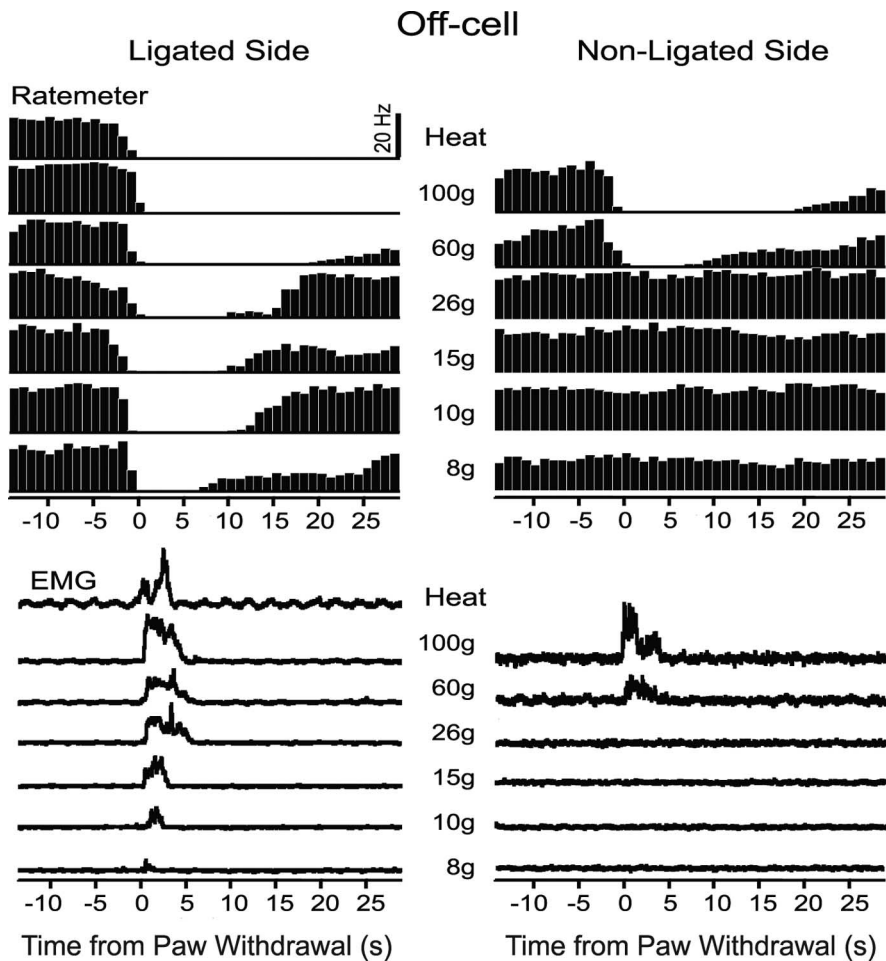 Off-cell
Ligated Side
Non-Ligated Side
Ratemeter
20 Hz
Heat
100g
60g
26g
15g
10g
8g
-10 -5 0 5 10 15 20 25
-10 -5 0 5 10 15 20 25
EMG
Heat
100g
60g
26g
15g
10g
8g
-10 -5 0 5 10 15 20 25
-10 -5 0 5 10 15 20 25
Time from Paw Withdrawal (s)
Time from Paw Withdrawal (s)